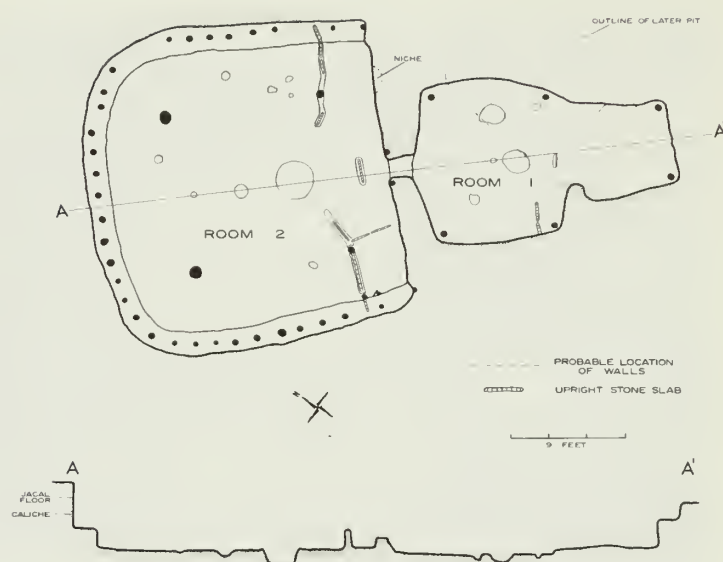 OUTLINE OF LATER PIT
NICHE
A'
ROOM 1
A
ROOM 2
PROBABLE LOCATION
OF WALLS
UPRIGHT STONE SLAB
N
9 FEET
A
A'
JACAL
FLOOR
CALICHE